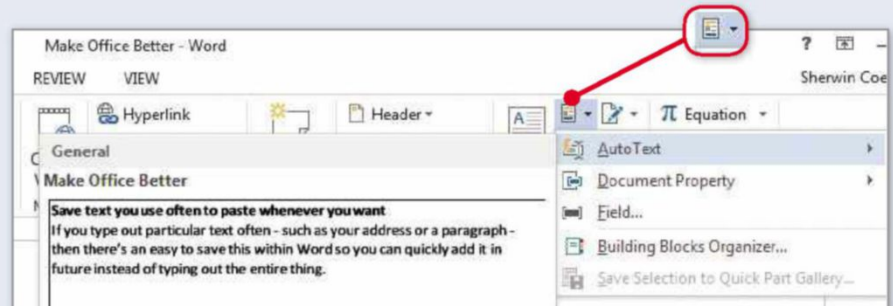 Make Office Better - Word
?
REVIEW VIEW
Sherwin Coe
Hyperlink
Header
A
π Equation
General
AutoText
Make Office Better
Document Property
Save text you use often to paste whenever you want
Field...
If you type out particular text often - such as your address or a paragraph -
then there's an easy to save this within Word so you can quickly add it in
Building Blocks Organizer...
future instead of typing out the entire thing.
Save Selection to Quick Part Gallery...